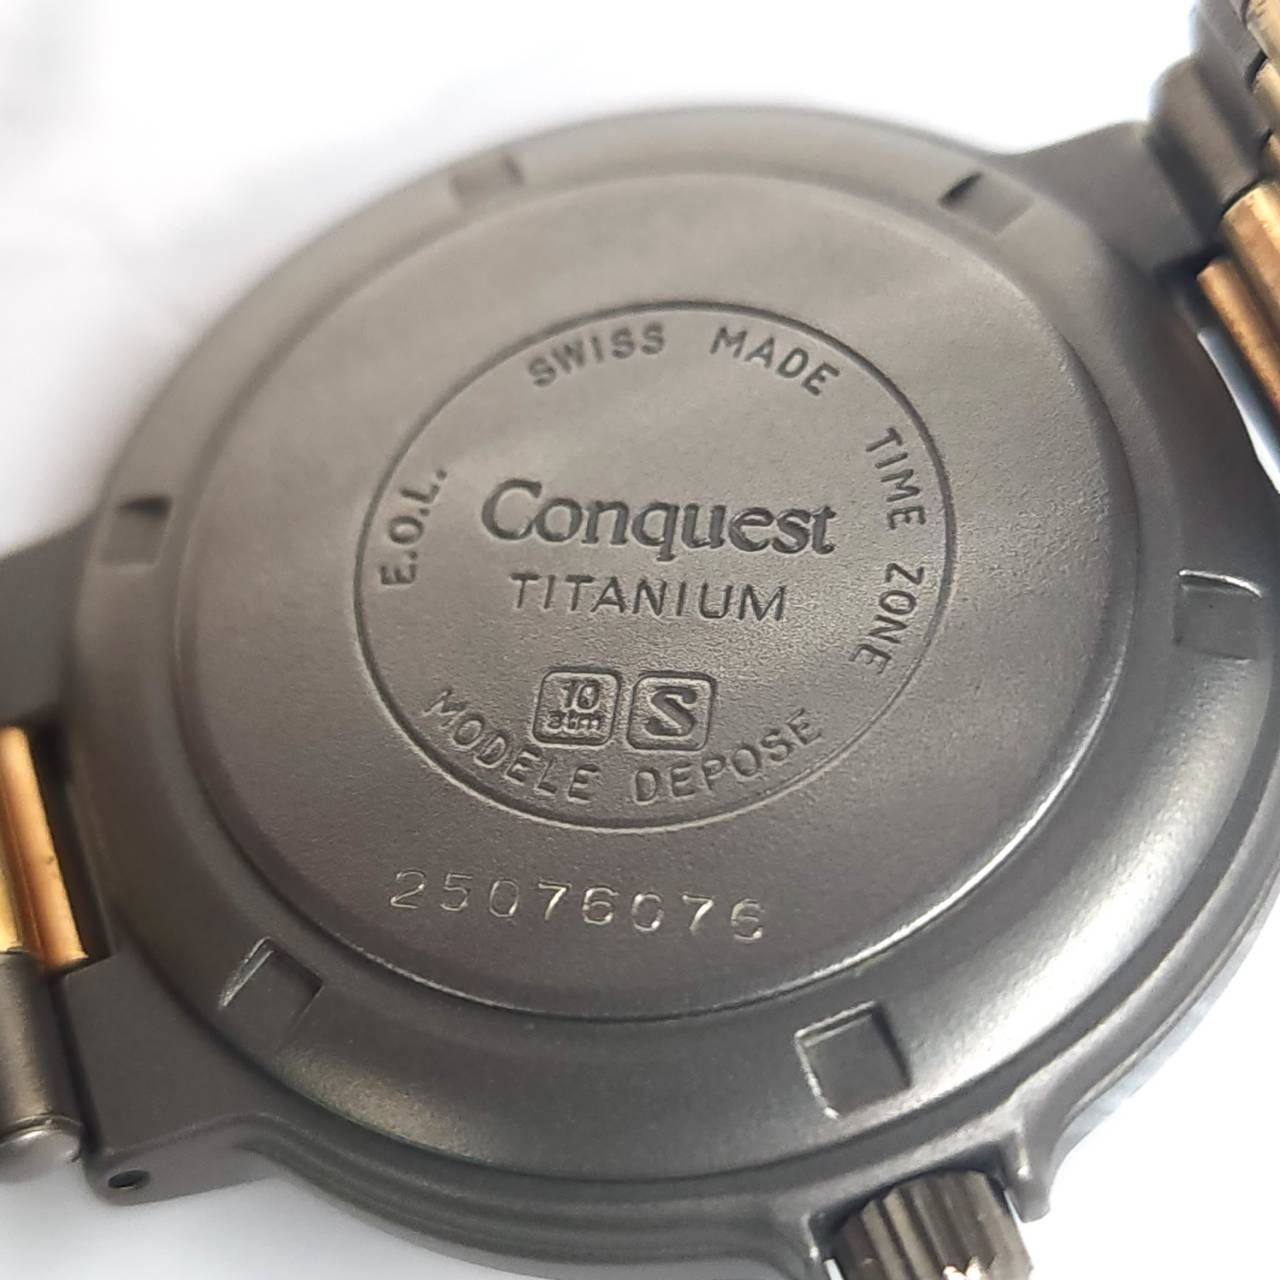 SWISS MADE TIME ZONE
E.O.L.
Conquest
TITANIUM
10 atm S
MODELE DEPOSE
25076076